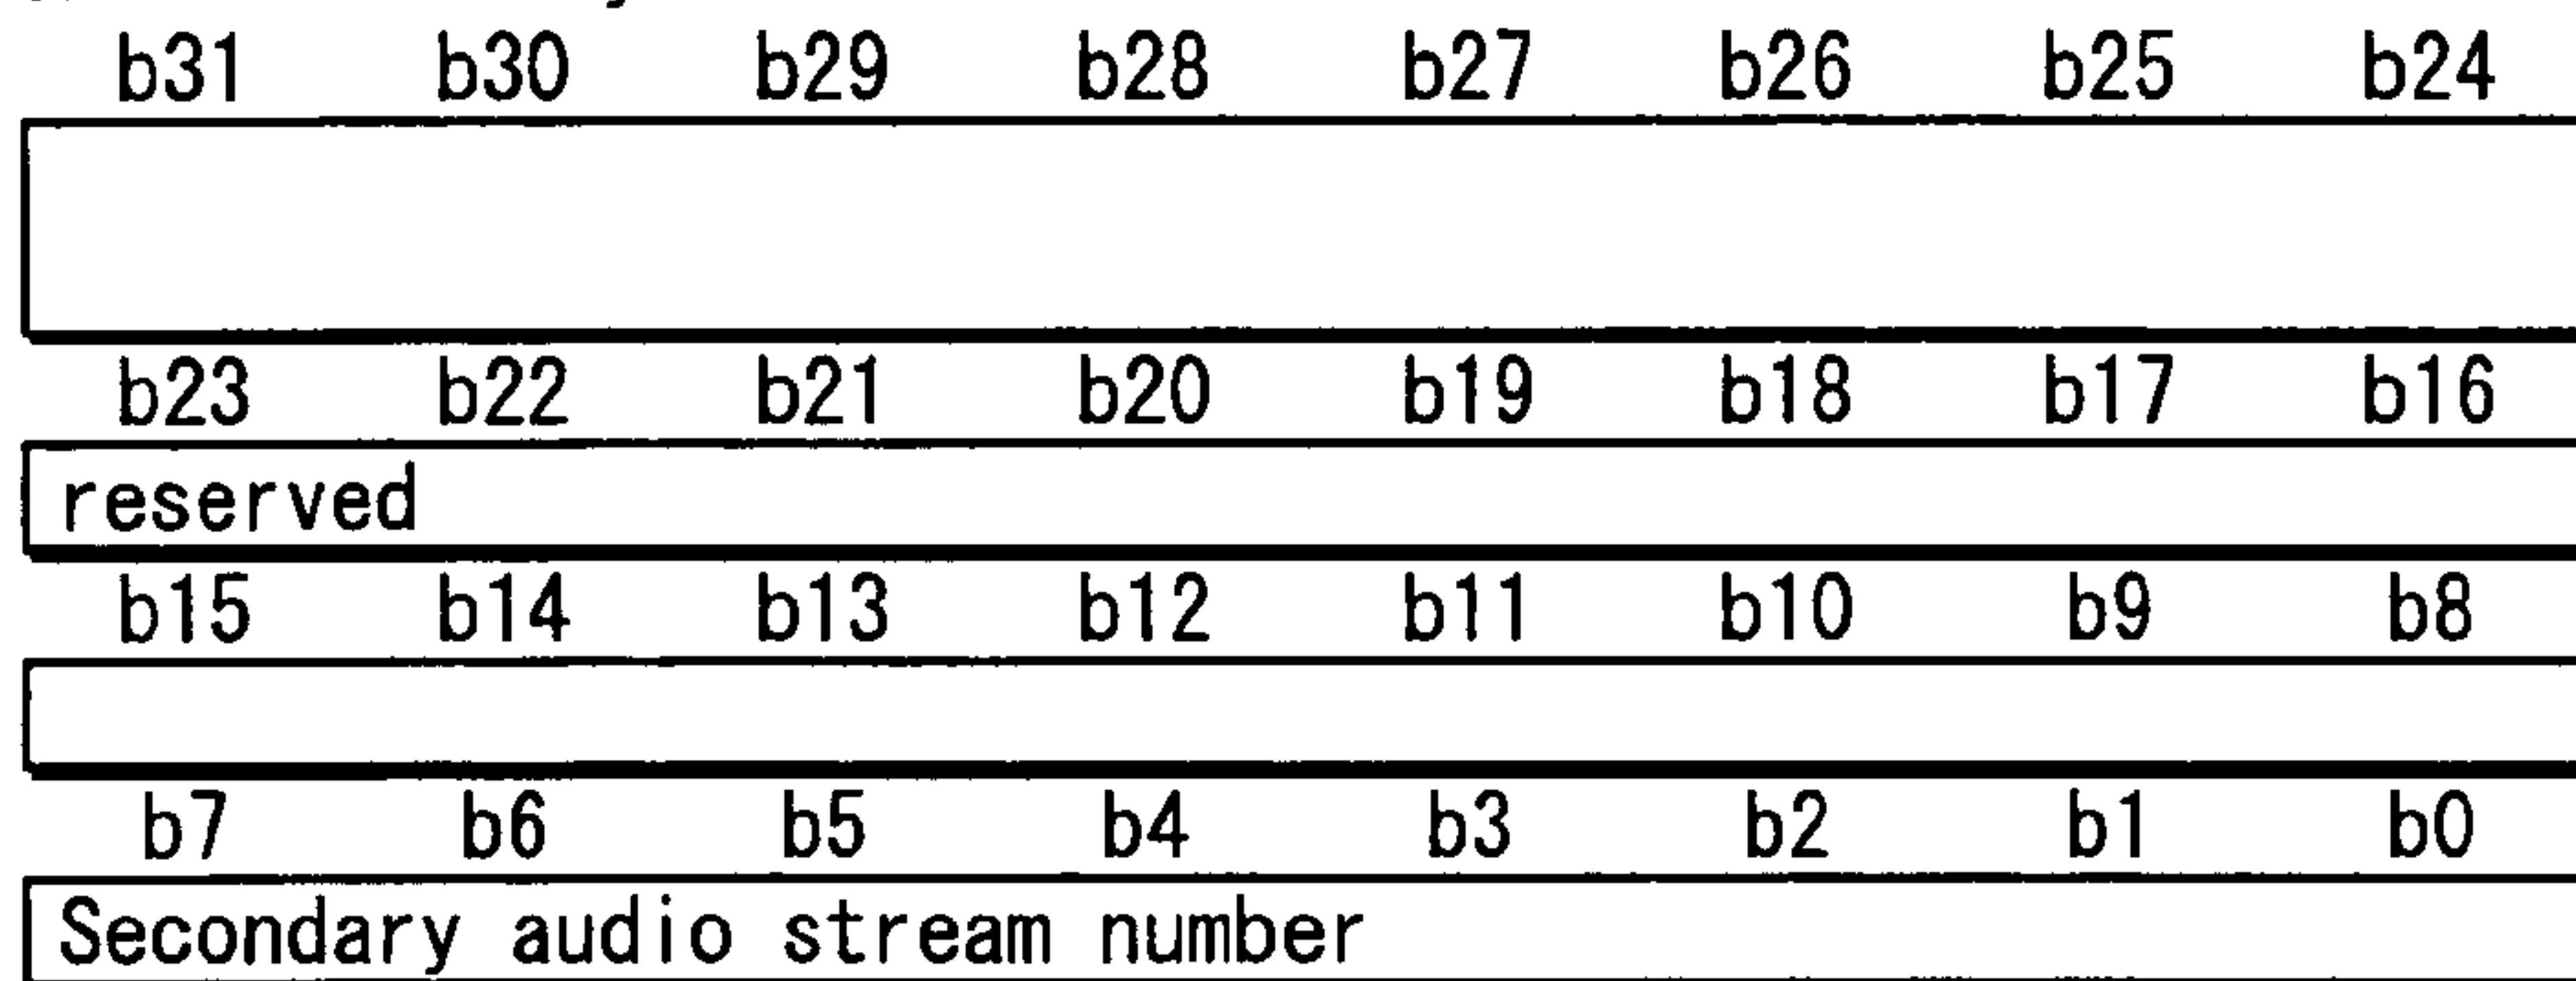 b31 b30 b29 b28 b27 b26 b25 b24
b23 b22 b21 b20 b19 b18 b17 b16
reserved
b15 b14 b13 b12 b11 b10 b9 b8
b7 b6 b5 b4 b3 b2 b1 b0
Secondary audio stream number